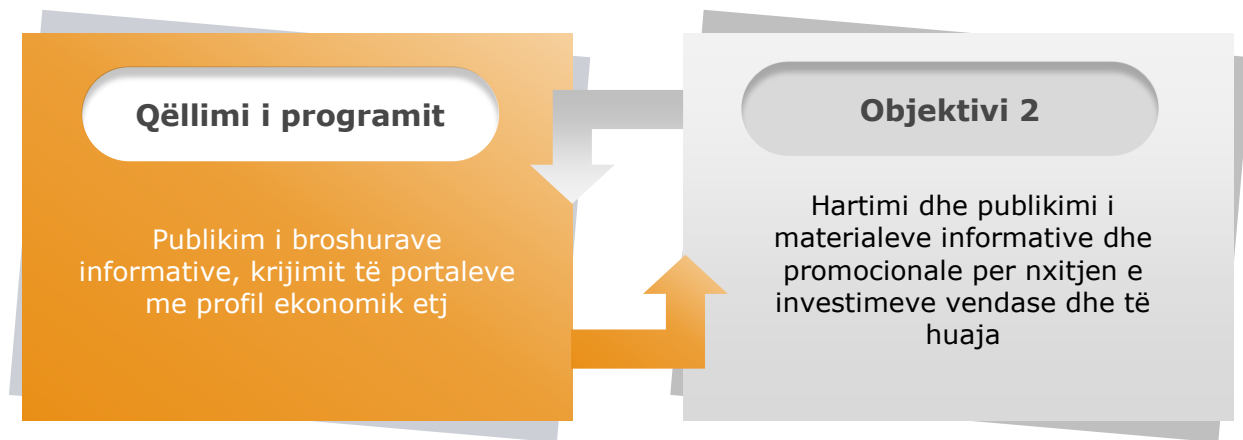 Qëllimi i programit
Publikim i broshurave
informative, krijimit të portaleve
me profil ekonomik etj
Objektivi 2
Hartimi dhe publikimi i
materialeve informative dhe
promocionale per nxitjen e
investimeve vendase dhe të
huaja